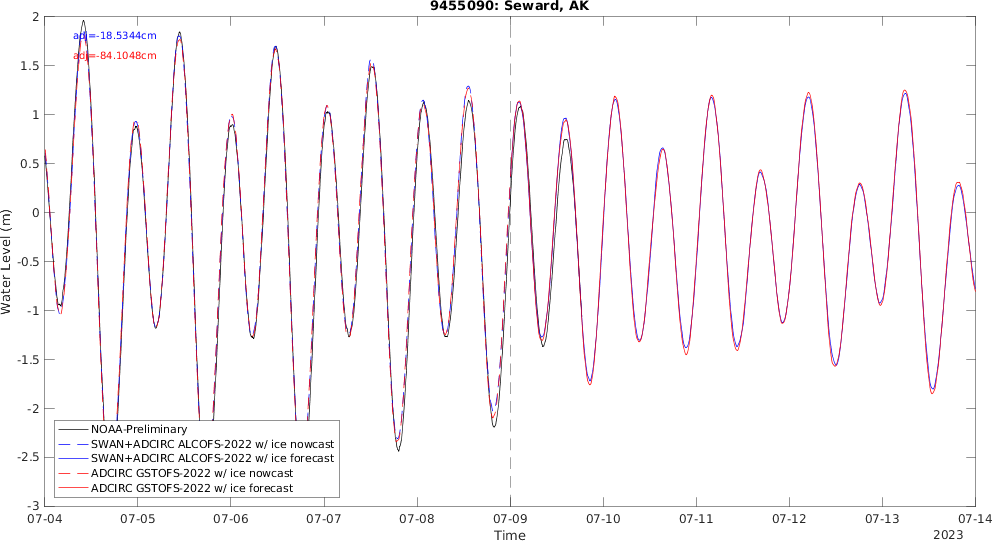 9455090: Seward, AK
adj=-18.5344cm
adj=-84.1048cm
Water Level (m)
2
1.5
1
0.5
0
-0.5
-1
-1.5
-2
-2.5
-3
NOAA-Preliminary
SWAN+ADCIRC ALCOFS-2022 w/ ice nowcast
SWAN+ADCIRC ALCOFS-2022 w/ ice forecast
ADCIRC GSTOFS-2022 w/ ice nowcast
ADCIRC GSTOFS-2022 w/ ice forecast
07-04 07-05 07-06 07-07 07-08 07-09 07-10 07-11 07-12 07-13 07-14
Time
2023